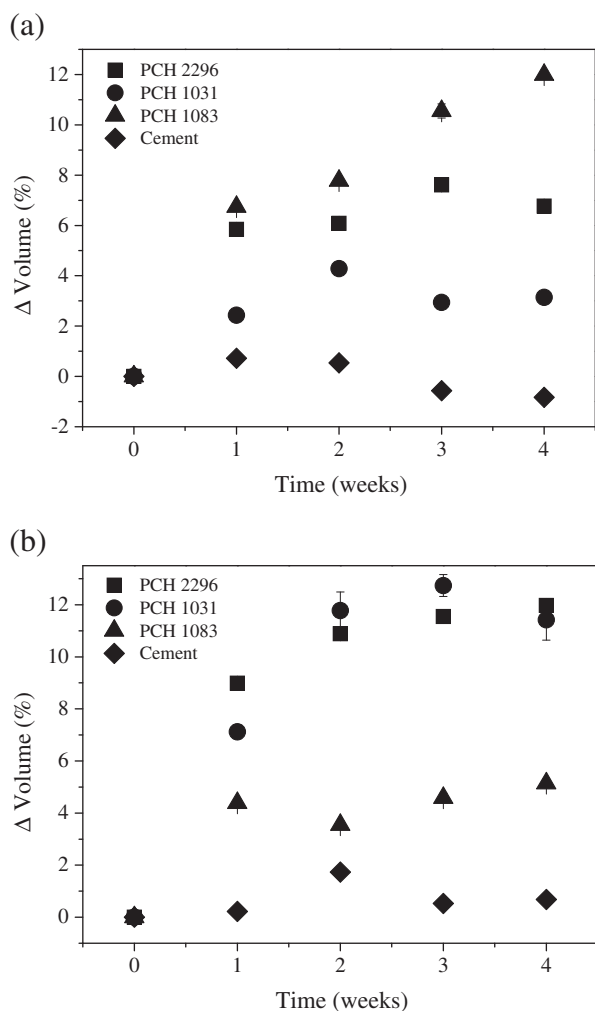 (a)
PCH 2296
PCH 1031
PCH 1083
Cement
12
10
8
6
4
2
0
-2
Δ Volume (%)
0 1 2 3 4
Time (weeks)
(b)
PCH 2296
PCH 1031
PCH 1083
Cement
12
10
8
6
4
2
0
Δ Volume (%)
0 1 2 3 4
Time (weeks)